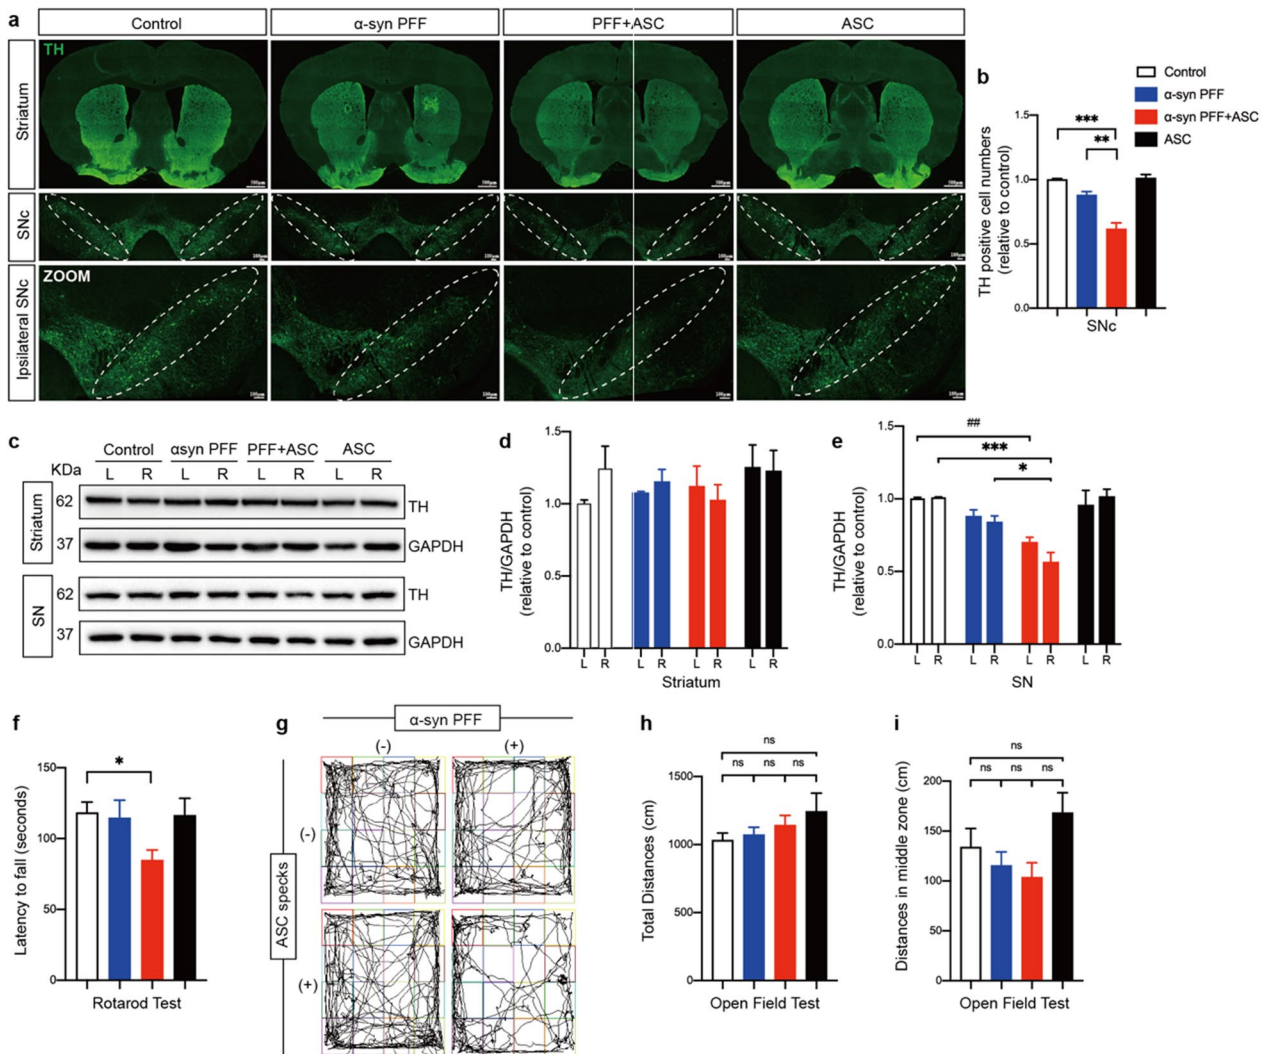 a
Control
α-syn PFF
PFF+ASC
ASC
Striatum
TH
SNc
Ipsilateral SNc
ZOOM
100μm
100μm
100μm
100μm
b
Control
α-syn PFF
α-syn PFF+ASC
ASC
TH positive cell numbers
(relative to control)
1.5
1.0
0.5
0.0
***
**
SNc
c
Control αsyn PFF PFF+ASC ASC
KDa L R L R L R L R
Striatum
62 TH
37 GAPDH
SN
62 TH
37 GAPDH
d
TH/GAPDH
(relative to control)
1.5
1.0
0.5
0.0
L R L R L R L R
Striatum
e
TH/GAPDH
(relative to control)
1.5
1.0
0.5
0.0
##
***
*
L R L R L R L R
SN
f
Latency to fall (seconds)
150
100
50
0
*
Rotarod Test
g
α-syn PFF
(-) (+)
ASC specks
(-)
(+)
h
Total Distances (cm)
1500
1000
500
0
ns
ns ns ns
Open Field Test
i
Distances in middle zone (cm)
200
150
100
50
0
ns
ns ns ns
Open Field Test